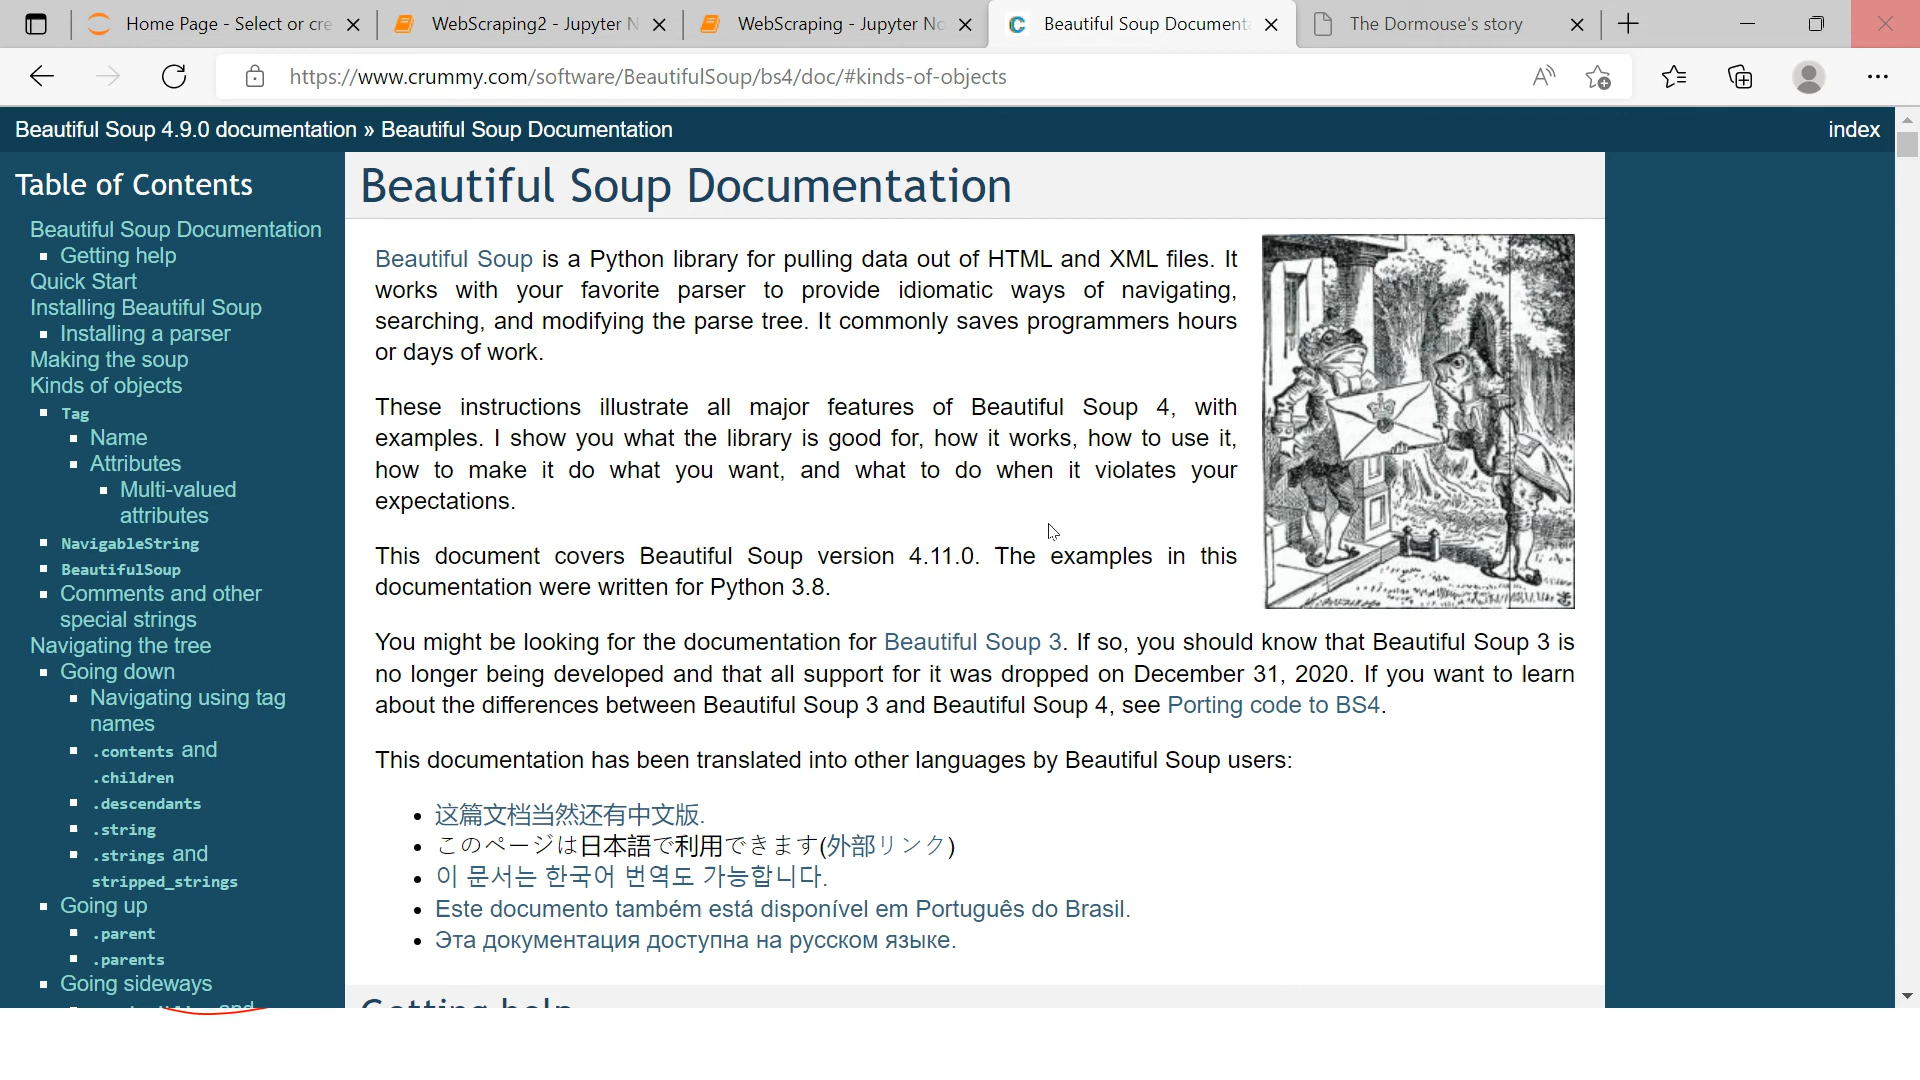 Home Page - Select or cre
WebScraping2 - Jupyter N
WebScraping - Jupyter No
Beautiful Soup Document
The Dormouse's story
https://www.crummy.com/software/BeautifulSoup/bs4/doc/#kinds-of-objects
Beautiful Soup 4.9.0 documentation » Beautiful Soup Documentation
index
Table of Contents
Beautiful Soup Documentation
Getting help
Quick Start
Installing Beautiful Soup
Installing a parser
Making the soup
Kinds of objects
Tag
Name
Attributes
Multi-valued
attributes
NavigableString
BeautifulSoup
Comments and other
special strings
Navigating the tree
Going down
Navigating using tag
names
.contents and
.children
.descendants
.string
.strings and
stripped_strings
Going up
.parent
.parents
Going sideways
Beautiful Soup Documentation
Beautiful Soup is a Python library for pulling data out of HTML and XML files. It
works with your favorite parser to provide idiomatic ways of navigating,
searching, and modifying the parse tree. It commonly saves programmers hours
or days of work.
These instructions illustrate all major features of Beautiful Soup 4, with
examples. I show you what the library is good for, how it works, how to use it,
how to make it do what you want, and what to do when it violates your
expectations.
This document covers Beautiful Soup version 4.11.0. The examples in this
documentation were written for Python 3.8.
You might be looking for the documentation for Beautiful Soup 3. If so, you should know that Beautiful Soup 3 is
no longer being developed and that all support for it was dropped on December 31, 2020. If you want to learn
about the differences between Beautiful Soup 3 and Beautiful Soup 4, see Porting code to BS4.
This documentation has been translated into other languages by Beautiful Soup users:
这篇文档当然还有中文版.
このページは日本語で利用できます(外部リンク)
이 문서는 한국어 번역도 가능합니다.
Este documento também está disponível em Português do Brasil.
Эта документация доступна на русском языке.
Getting help